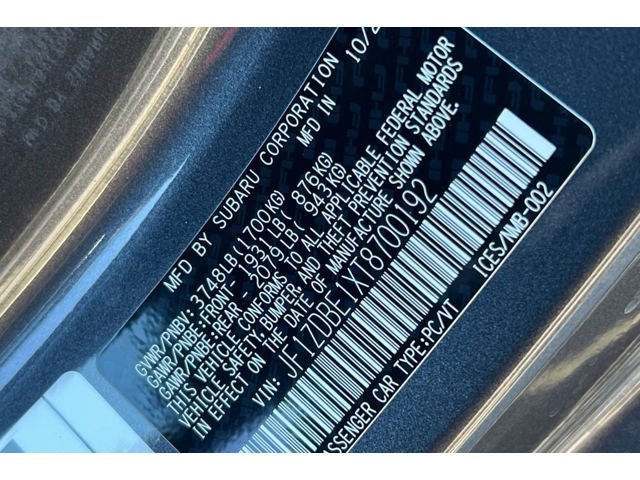 MFD BY SUBARU CORPORATION 10/2
MFD IN
GVWR/PNBV: 3748LB(1700KG)
GAWR/PNBE:FRONT- 1931LB( 876KG)
GAWR/PNBE:REAR - 2079LB( 943KG)
THIS VEHICLE CONFORMS TO ALL APPLICABLE FEDERAL MOTOR
VEHICLE SAFETY,BUMPER AND THEFT PREVENTION STANDARDS
IN EFFECT ON THE DATE OF MANUFACTURE SHOWN ABOVE.
VIN: JF1ZDBE1XT8700192
PASSENGER CAR TYPE:PC/VT ICES/NMB-002